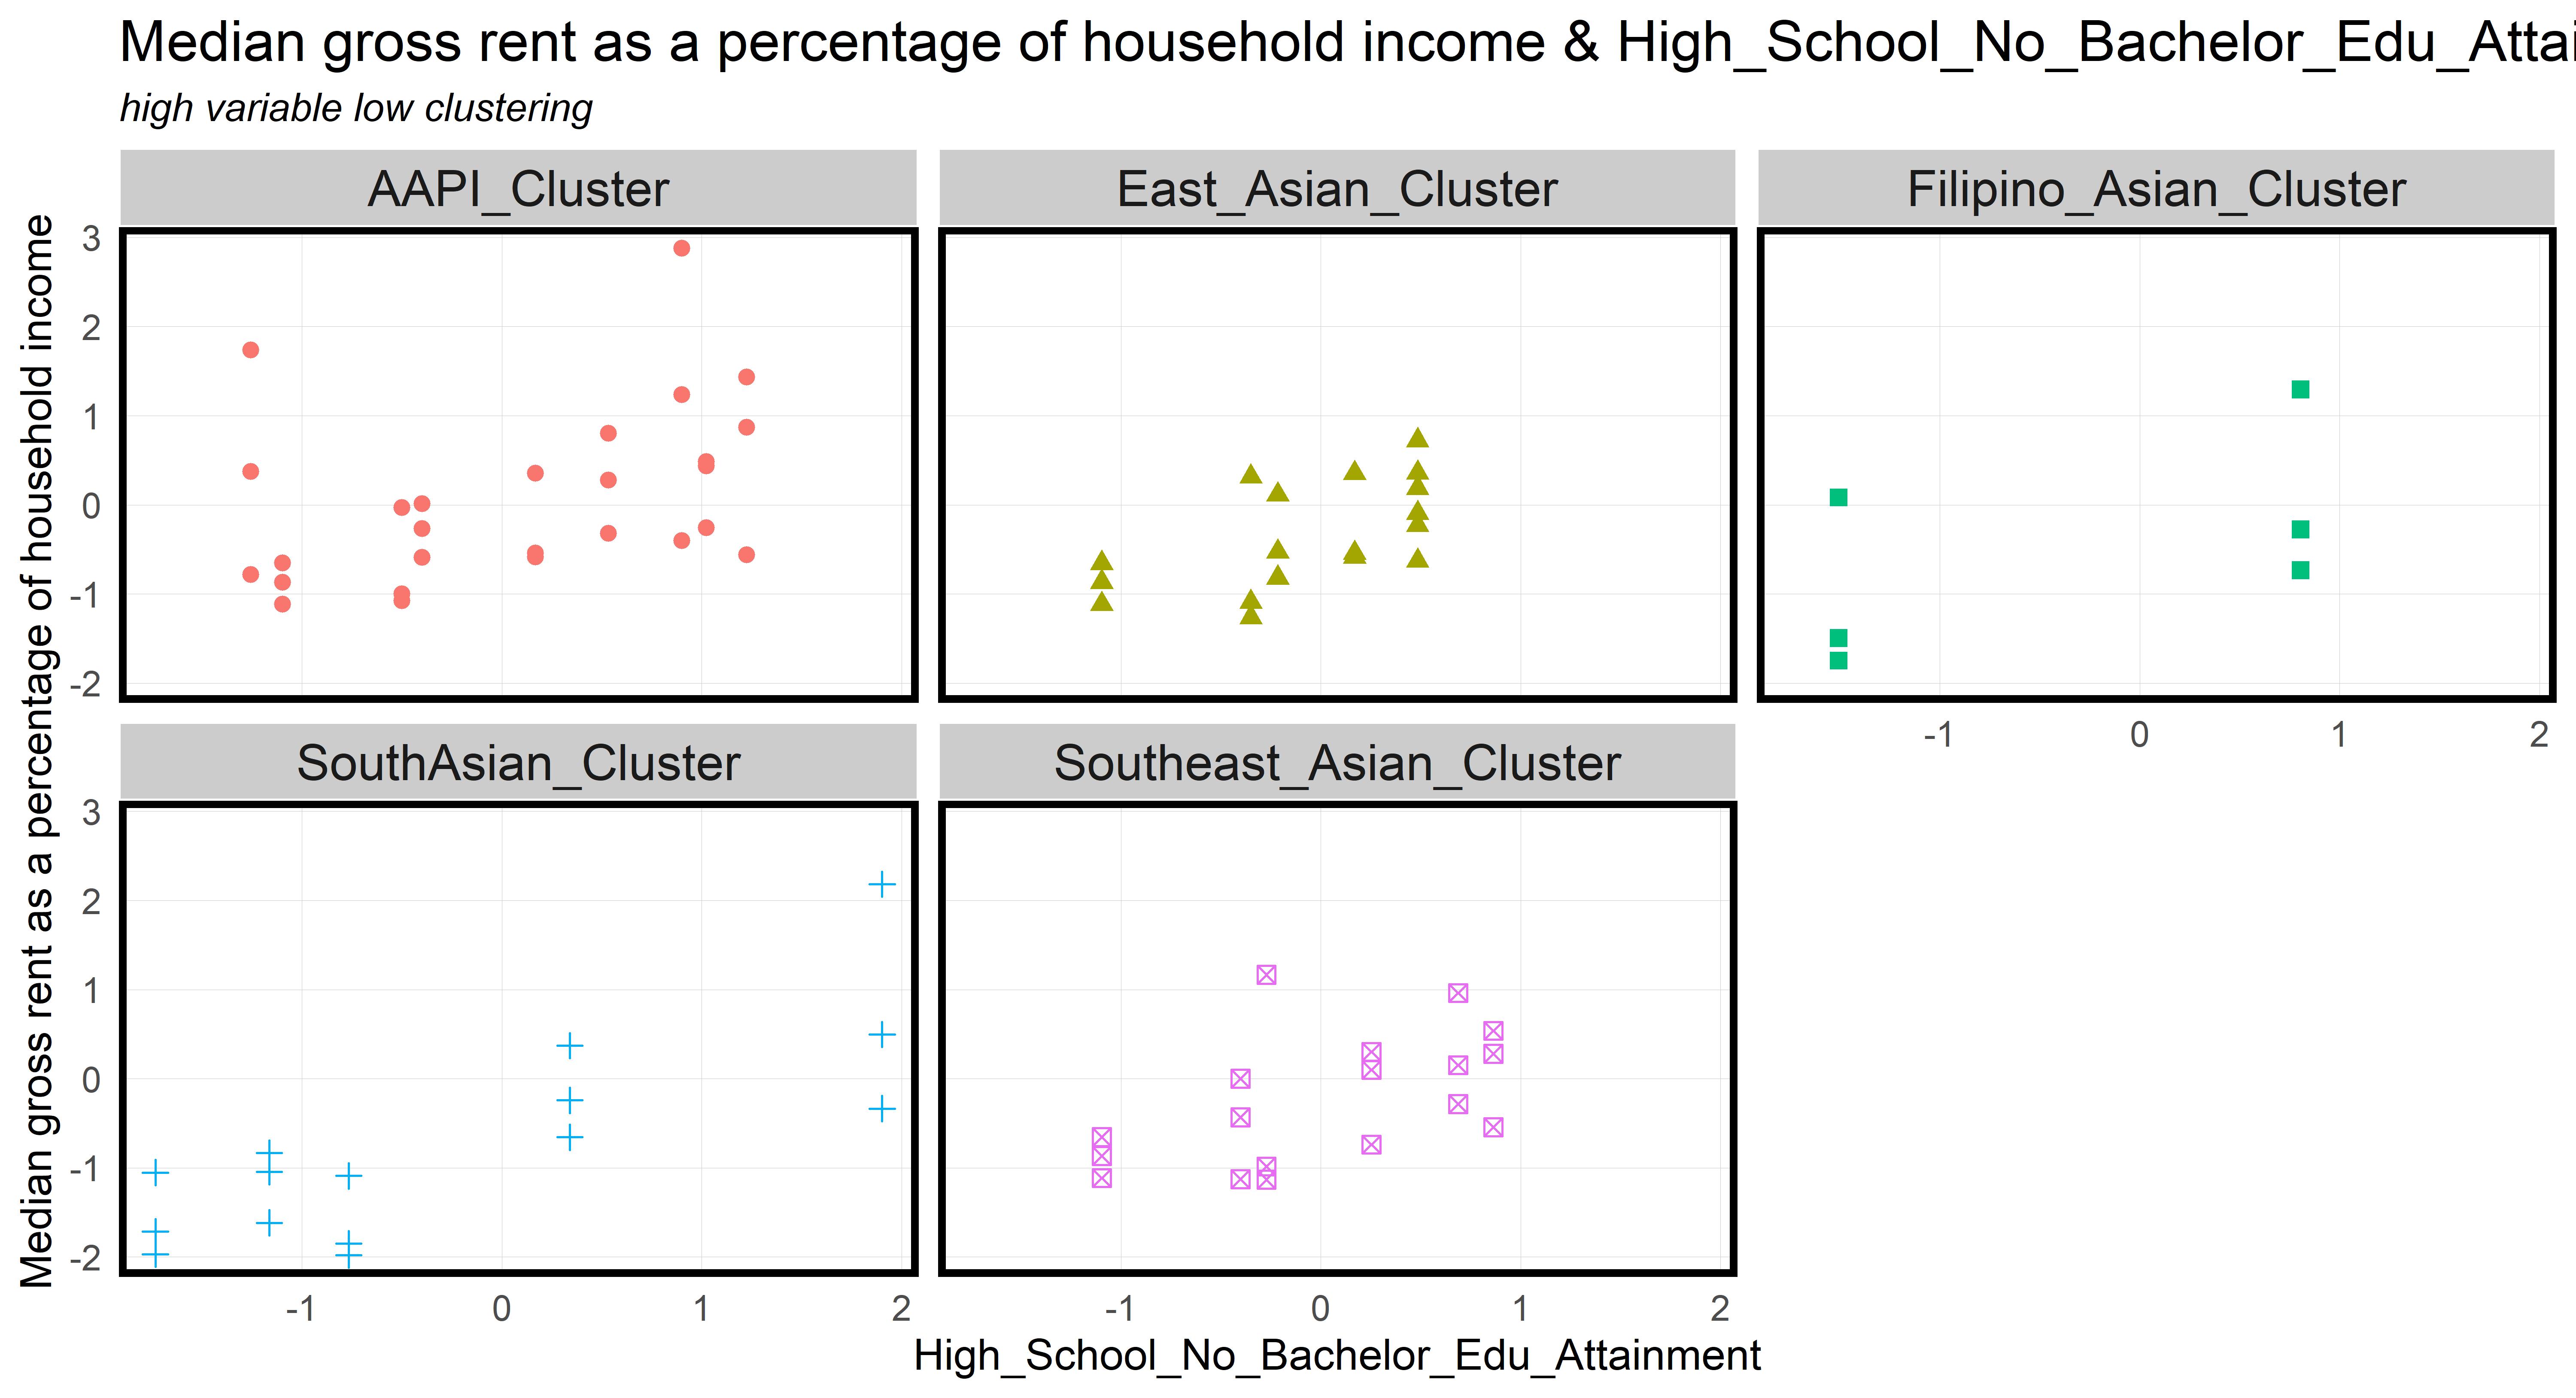 Median gross rent as a percentage of household income & High_School_No_Bachelor_Edu_Attai
high variable low clustering
AAPI_Cluster
East_Asian_Cluster
Filipino_Asian_Cluster
Median gross rent as a percentage of household income
3
2
1
0
-1
-2
-1
0
1
2
SouthAsian_Cluster
Southeast_Asian_Cluster
3
2
1
0
-1
-2
-1
0
1
2
-1
0
1
2
High_School_No_Bachelor_Edu_Attainment